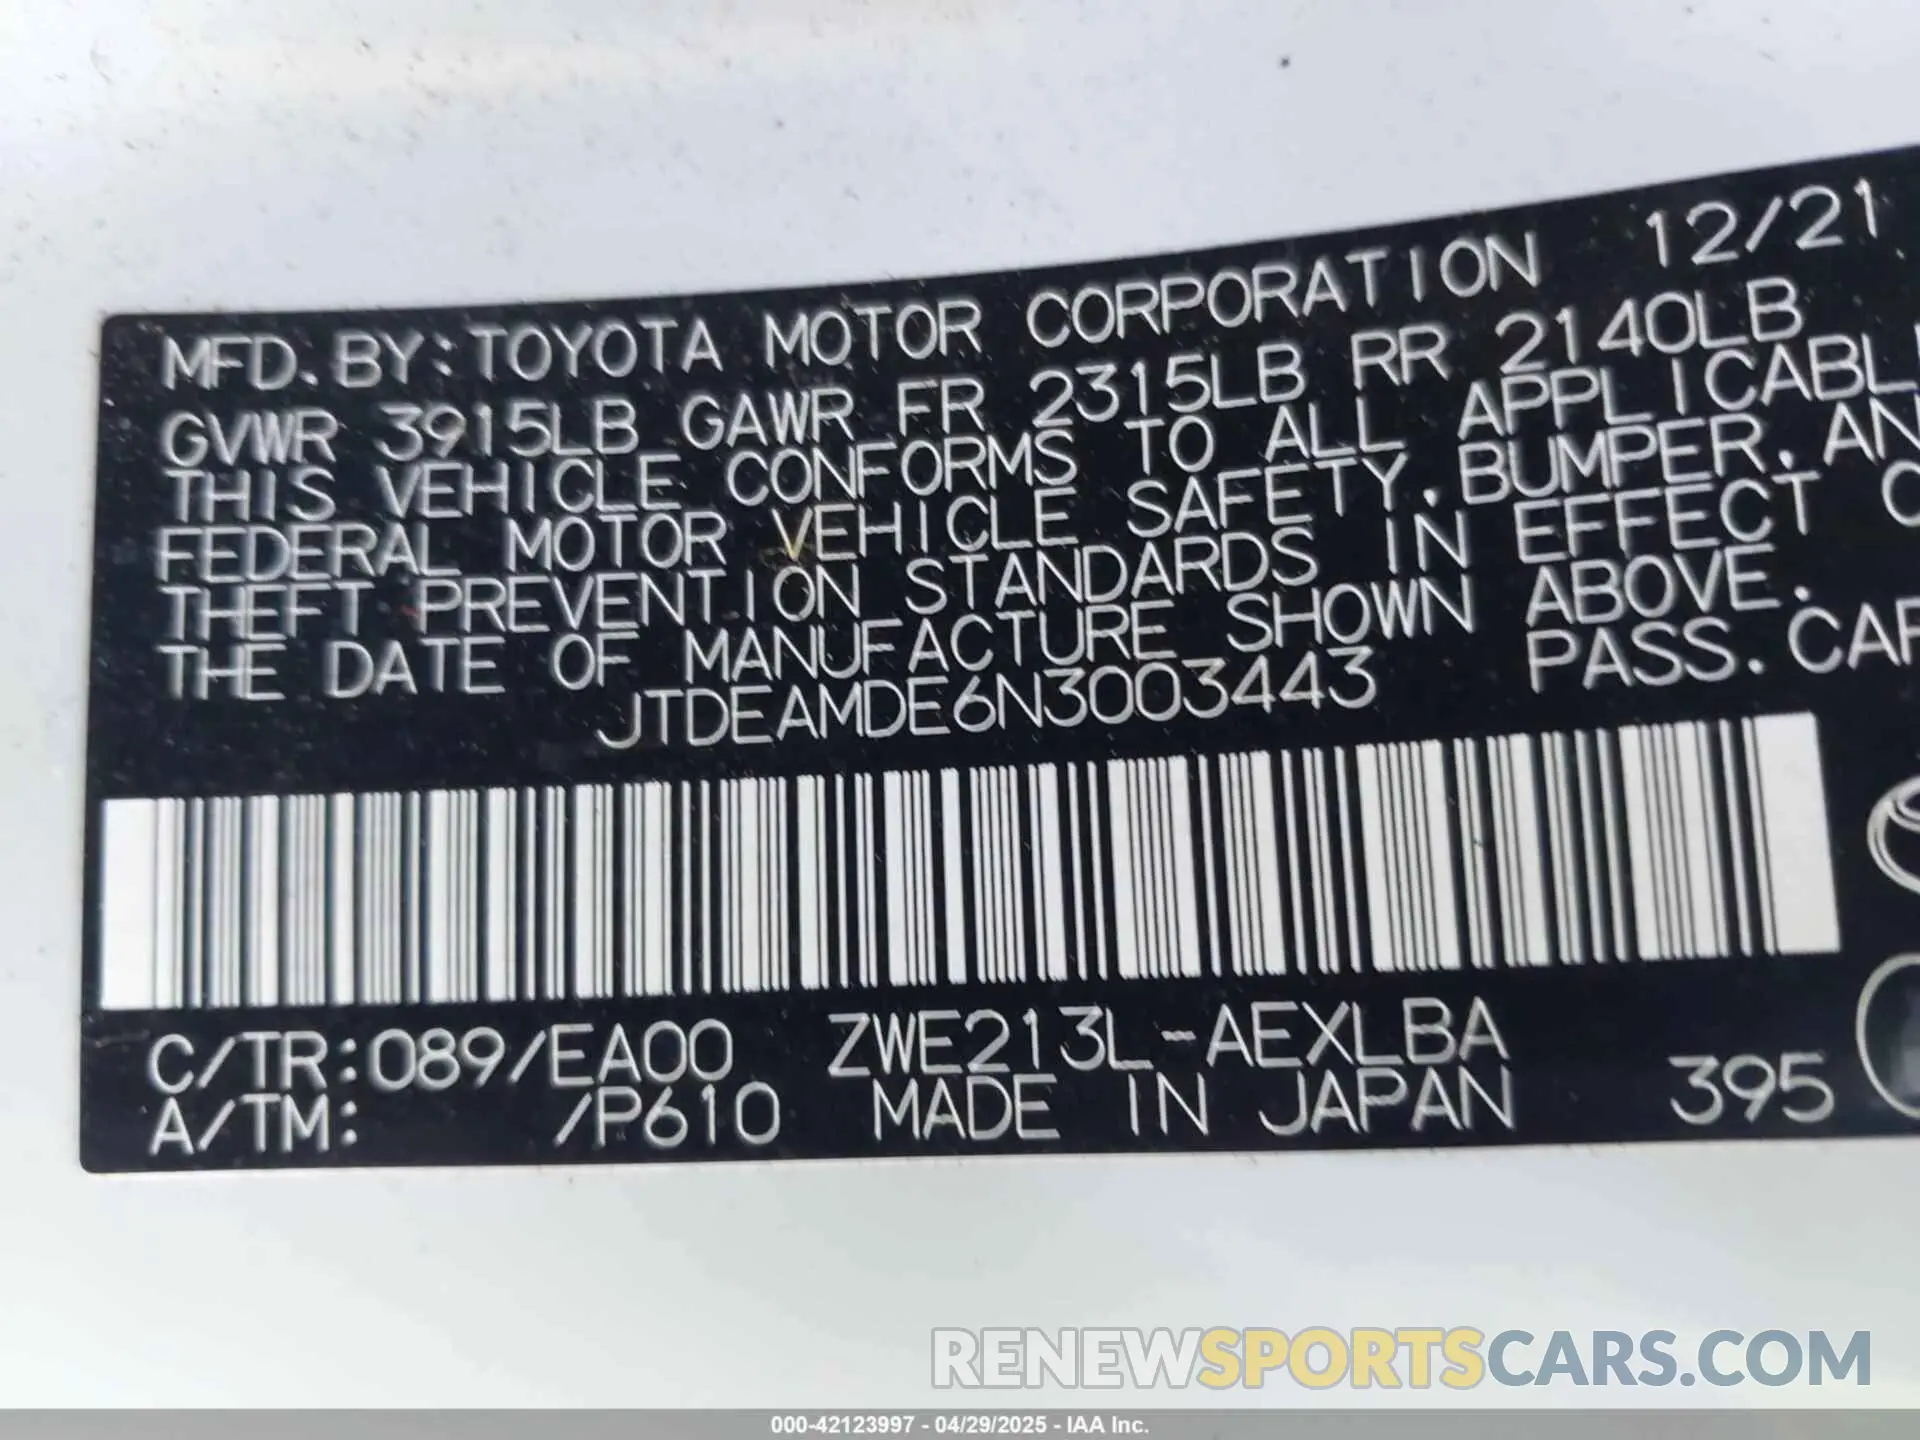 MFD. BY: TOYOTA MOTOR CORPORATION 12/21
GVWR 3915LB GAWR FR 2315LB RR 2140LB
THIS VEHICLE CONFORMS TO ALL APPLICABL
FEDERAL MOTOR VEHICLE SAFETY, BUMPER, AN
THEFT PREVENTION STANDARDS IN EFFECT O
THE DATE OF MANUFACTURE SHOWN ABOVE.
JTDEAMDE6N3003443 PASS. CAR
C/TR: 089/EA00 ZWE213L-AEXLBA
A/TM: /P610 MADE IN JAPAN 395
RENEWSPORTSCARS.COM
000-42123997 - 04/29/2025 - IAA Inc.